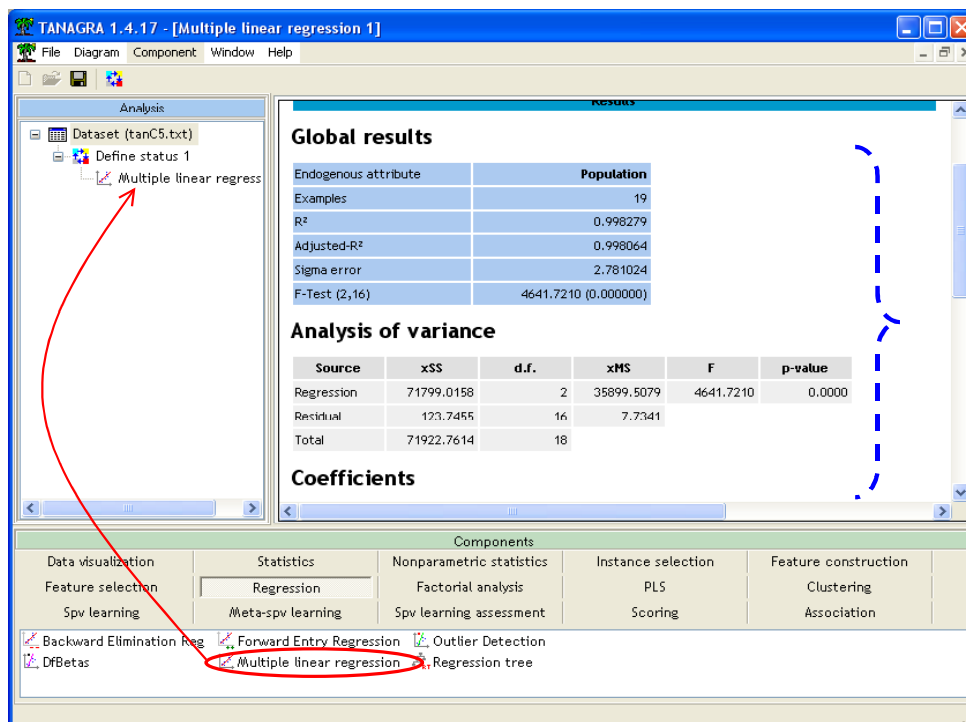 TANAGRA 1.4.17 - [Multiple linear regression 1]
File Diagram Component Window Help
Analysis
Dataset (tanC5.txt)
Define status 1
Multiple linear regress
Results
Global results
Endogenous attribute Population
Examples 19
R² 0.998279
Adjusted-R² 0.998064
Sigma error 2.781024
F-Test (2,16) 4641.7210 (0.000000)
Analysis of variance
Source xSS d.f. xMS F p-value
Regression 71799.0158 2 35899.5079 4641.7210 0.0000
Residual 123.7455 16 7.7341
Total 71922.7614 18
Coefficients
Components
Data visualization Statistics Nonparametric statistics Instance selection Feature construction
Feature selection Regression Factorial analysis PLS Clustering
Spv learning Meta-spv learning Spv learning assessment Scoring Association
Backward Elimination Reg Forward Entry Regression Outlier Detection
DfBetas Multiple linear regression Regression tree